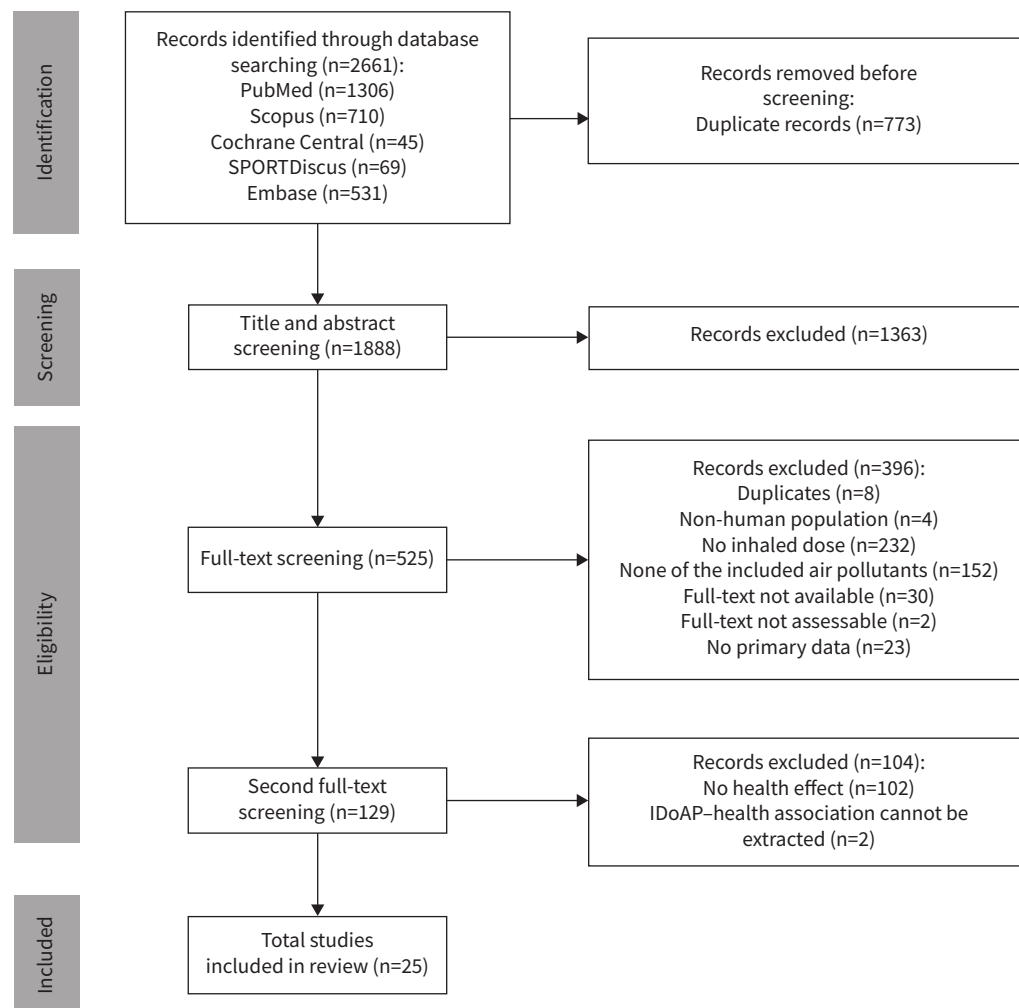 Identification
Records identified through database
searching (n=2661):
PubMed (n=1306)
Scopus (n=710)
Cochrane Central (n=45)
SPORTDiscus (n=69)
Embase (n=531)
Records removed before
screening:
Duplicate records (n=773)
Screening
Title and abstract
screening (n=1888)
Records excluded (n=1363)
Eligibility
Full-text screening (n=525)
Records excluded (n=396):
Duplicates (n=8)
Non-human population (n=4)
No inhaled dose (n=232)
None of the included air pollutants (n=152)
Full-text not available (n=30)
Full-text not assessable (n=2)
No primary data (n=23)
Second full-text
screening (n=129)
Records excluded (n=104):
No health effect (n=102)
IDoAP–health association cannot be
extracted (n=2)
Included
Total studies
included in review (n=25)